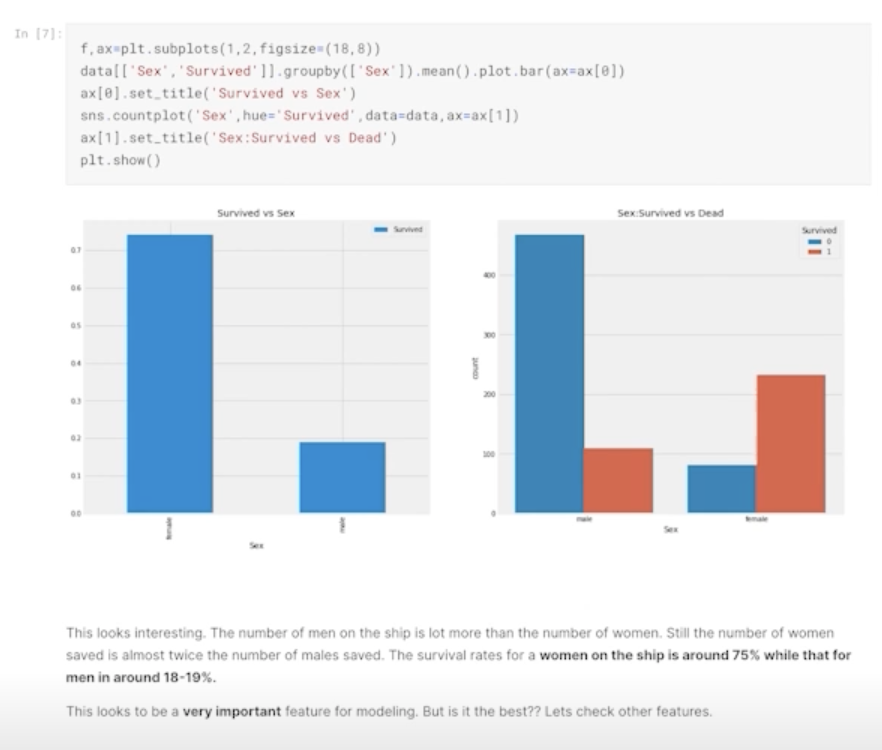 In [7]:
f,ax=plt.subplots(1,2,figsize=(18,8))
data[['Sex','Survived']].groupby(['Sex']).mean().plot.bar(ax=ax[0])
ax[0].set_title('Survived vs Sex')
sns.countplot('Sex',hue='Survived',data=data,ax=ax[1])
ax[1].set_title('Sex:Survived vs Dead')
plt.show()
Survived vs Sex
Survived
0.7
0.6
0.5
0.4
0.3
0.2
0.1
0.0
female
male
Sex
Sex:Survived vs Dead
Survived
0
1
count
400
300
200
100
0
male
female
Sex
This looks interesting. The number of men on the ship is lot more than the number of women. Still the number of women
saved is almost twice the number of males saved. The survival rates for a women on the ship is around 75% while that for
men in around 18-19%.
This looks to be a very important feature for modeling. But is it the best?? Lets check other features.